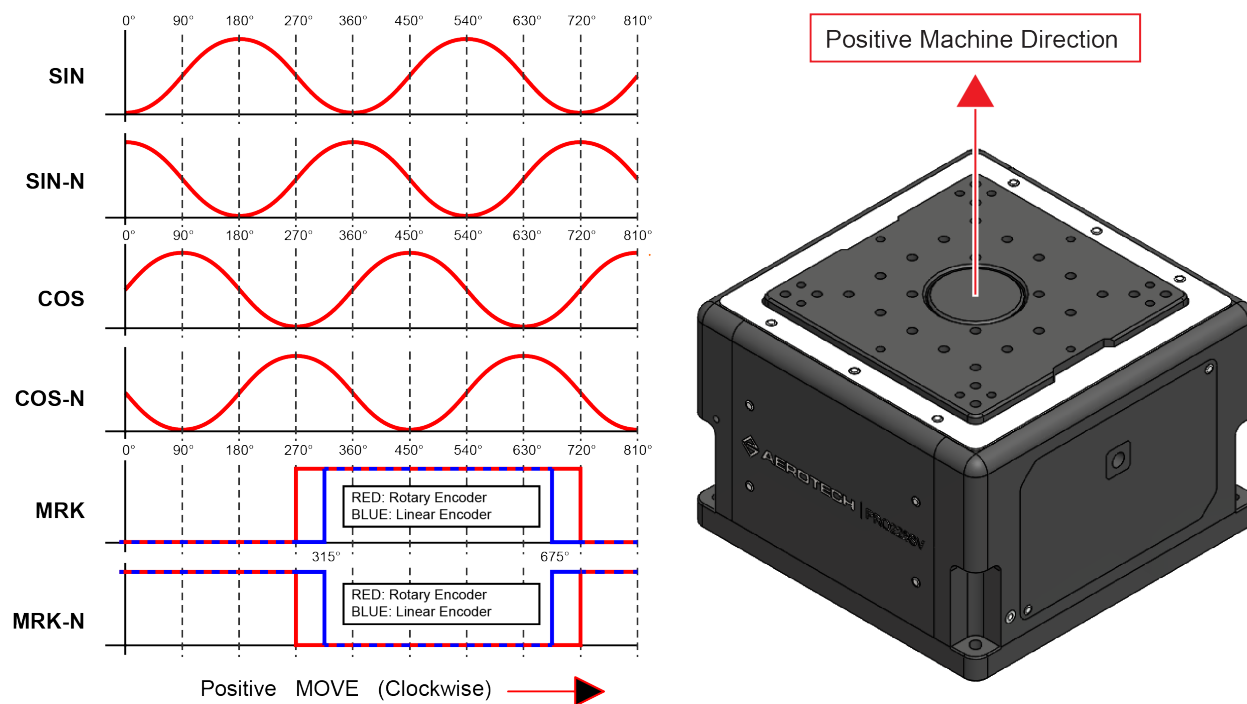 0° 90° 180° 270° 360° 450° 540° 630° 720° 810°
SIN
SIN-N
0° 90° 180° 270° 360° 450° 540° 630° 720° 810°
COS
COS-N
0° 90° 180° 270° 360° 450° 540° 630° 720° 810°
MRK
RED: Rotary Encoder
BLUE: Linear Encoder
315° 675°
MRK-N
RED: Rotary Encoder
BLUE: Linear Encoder
Positive MOVE (Clockwise)
Positive Machine Direction
AEROTECH